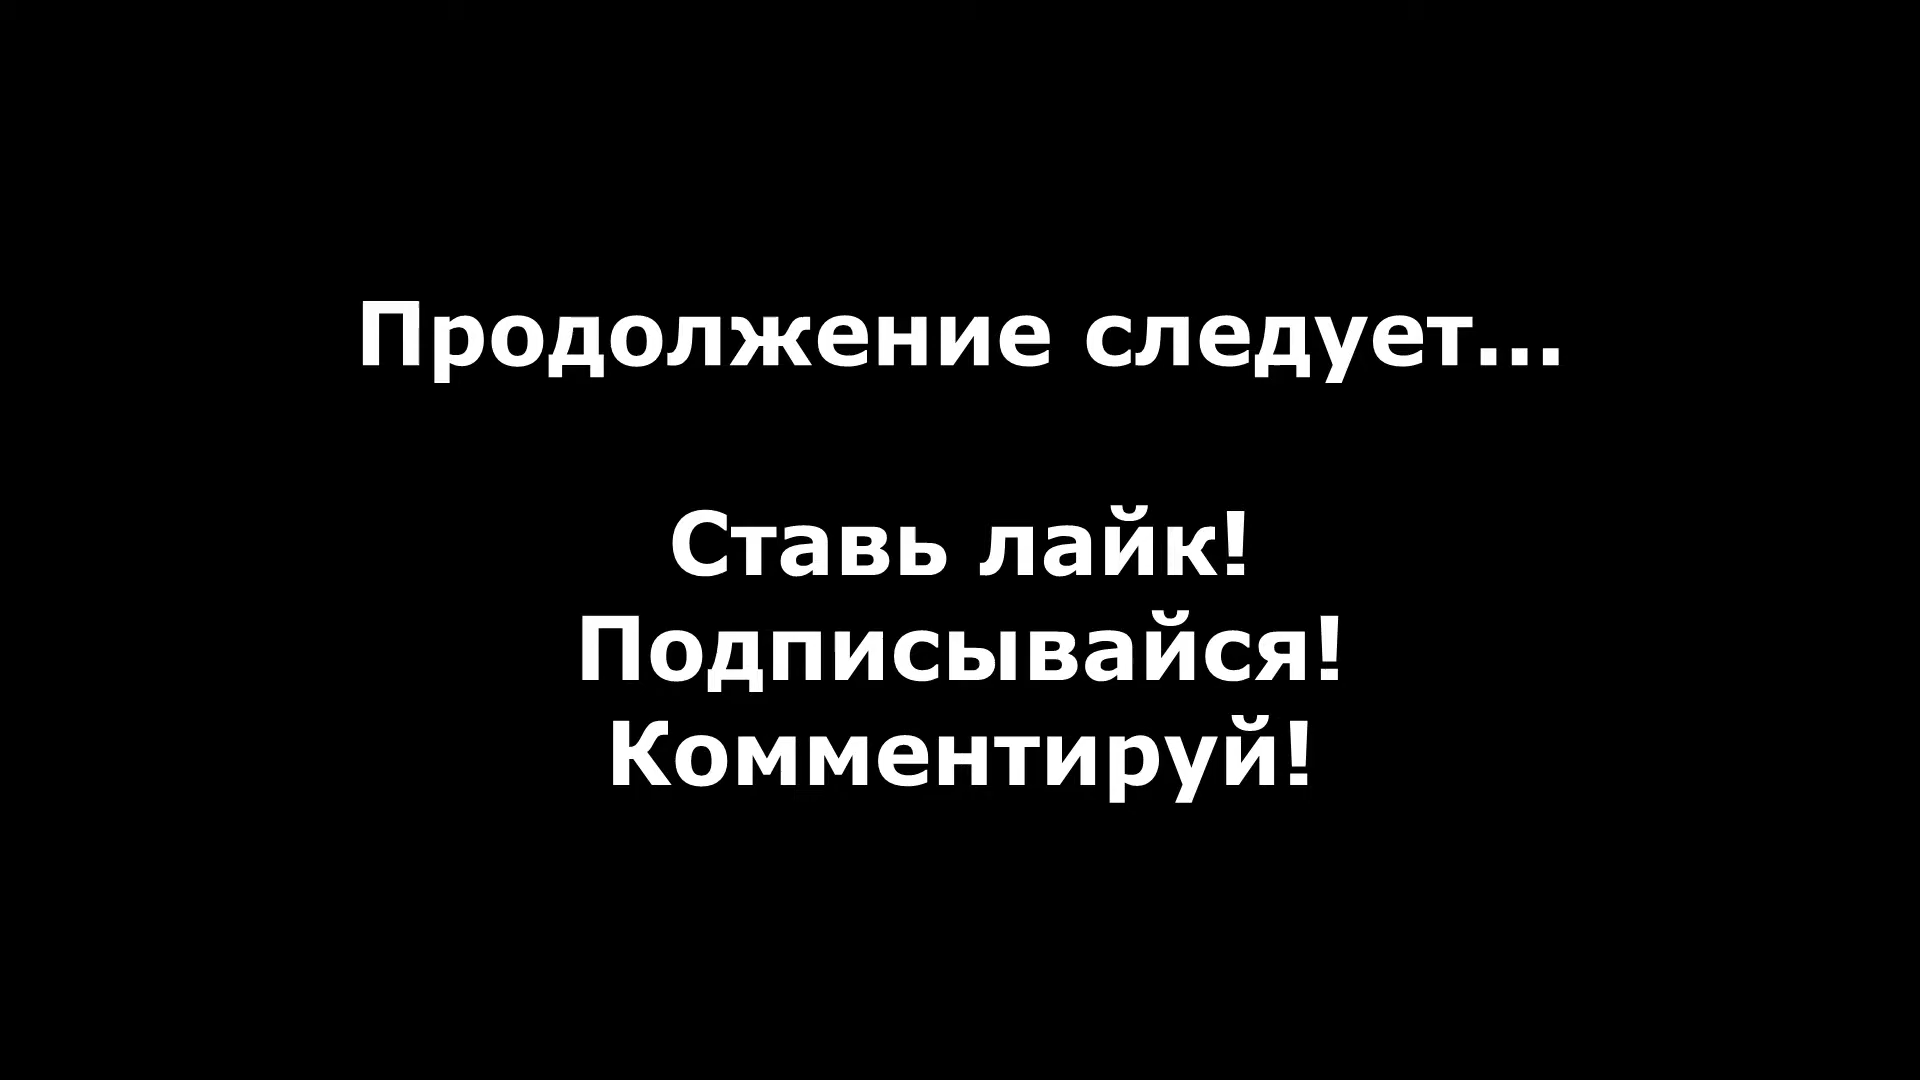 Продолжение следует...
Ставь лайк!
Подписывайся!
Комментируй!